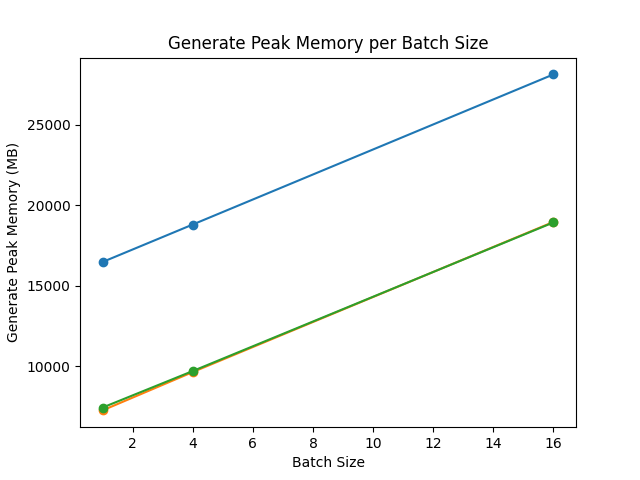 Generate Peak Memory per Batch Size
Generate Peak Memory (MB)
25000
20000
15000
10000
2 4 6 8 10 12 14 16
Batch Size